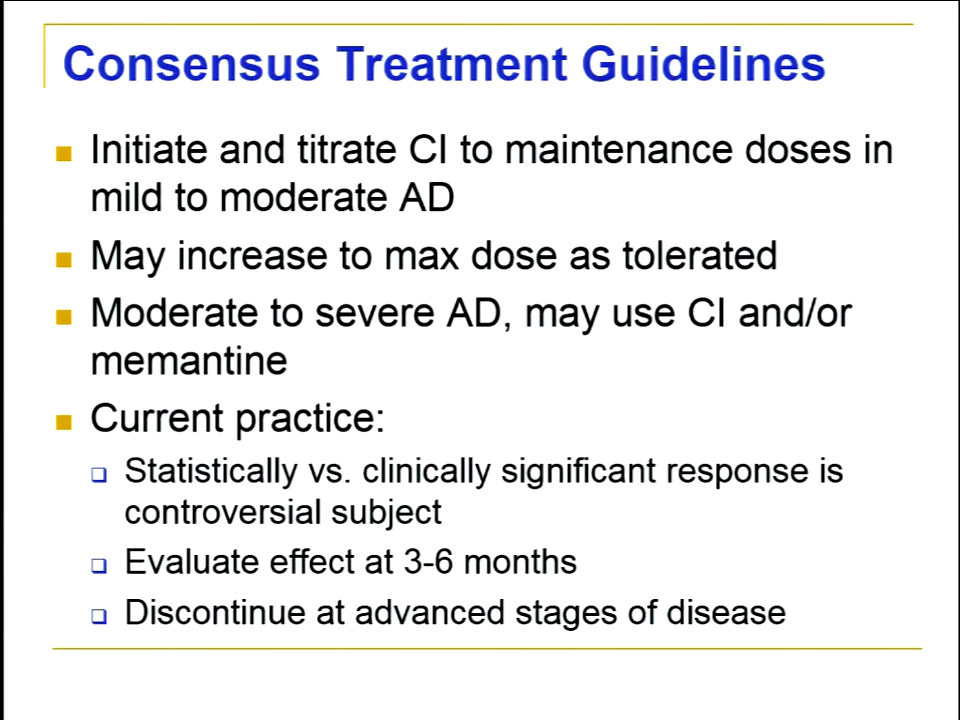 Consensus Treatment Guidelines
Initiate and titrate CI to maintenance doses in
mild to moderate AD
May increase to max dose as tolerated
Moderate to severe AD, may use CI and/or
memantine
Current practice:
Statistically vs. clinically significant response is
controversial subject
Evaluate effect at 3-6 months
Discontinue at advanced stages of disease